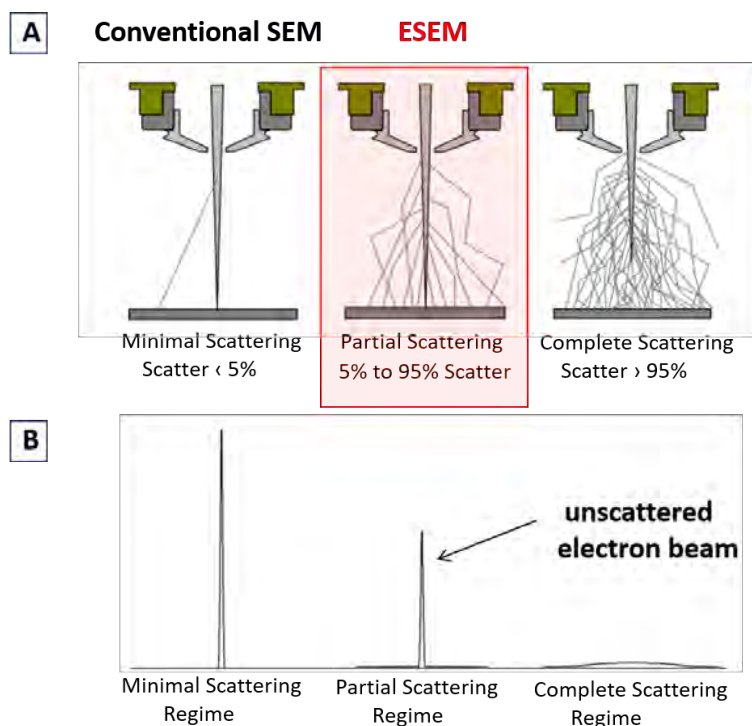 A
Conventional SEM
ESEM
Minimal Scattering
Scatter ‹ 5%
Partial Scattering
5% to 95% Scatter
Complete Scattering
Scatter › 95%
B
unscattered
electron beam
Minimal Scattering
Regime
Partial Scattering
Regime
Complete Scattering
Regime